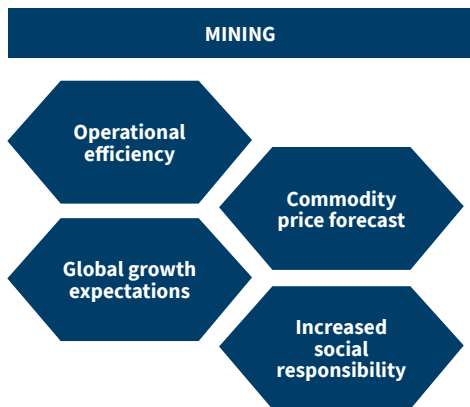 MINING
Operational
efficiency
Commodity
price forecast
Global growth
expectations
Increased
social
responsibility